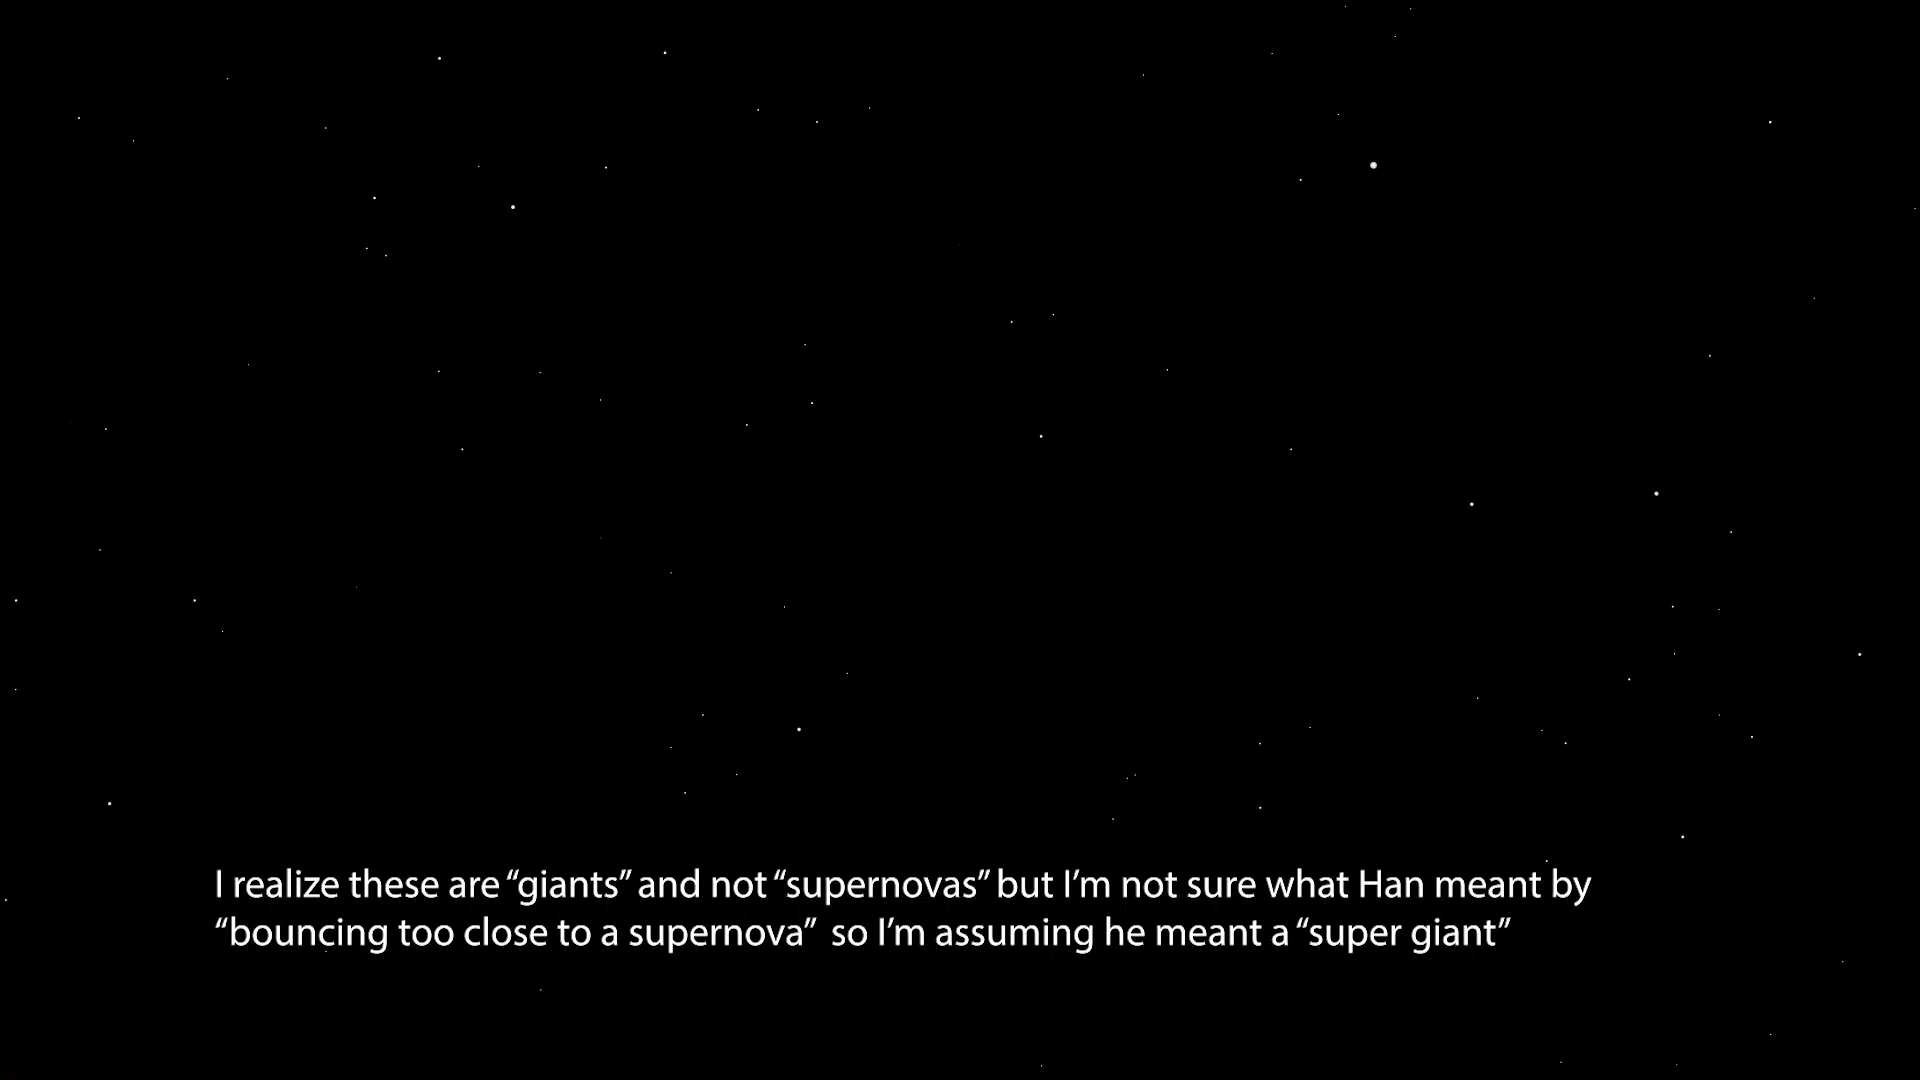 I realize these are “giants” and not “supernovas” but I’m not sure what Han meant by
“bouncing too close to a supernova”  so I’m assuming he meant a “super giant”